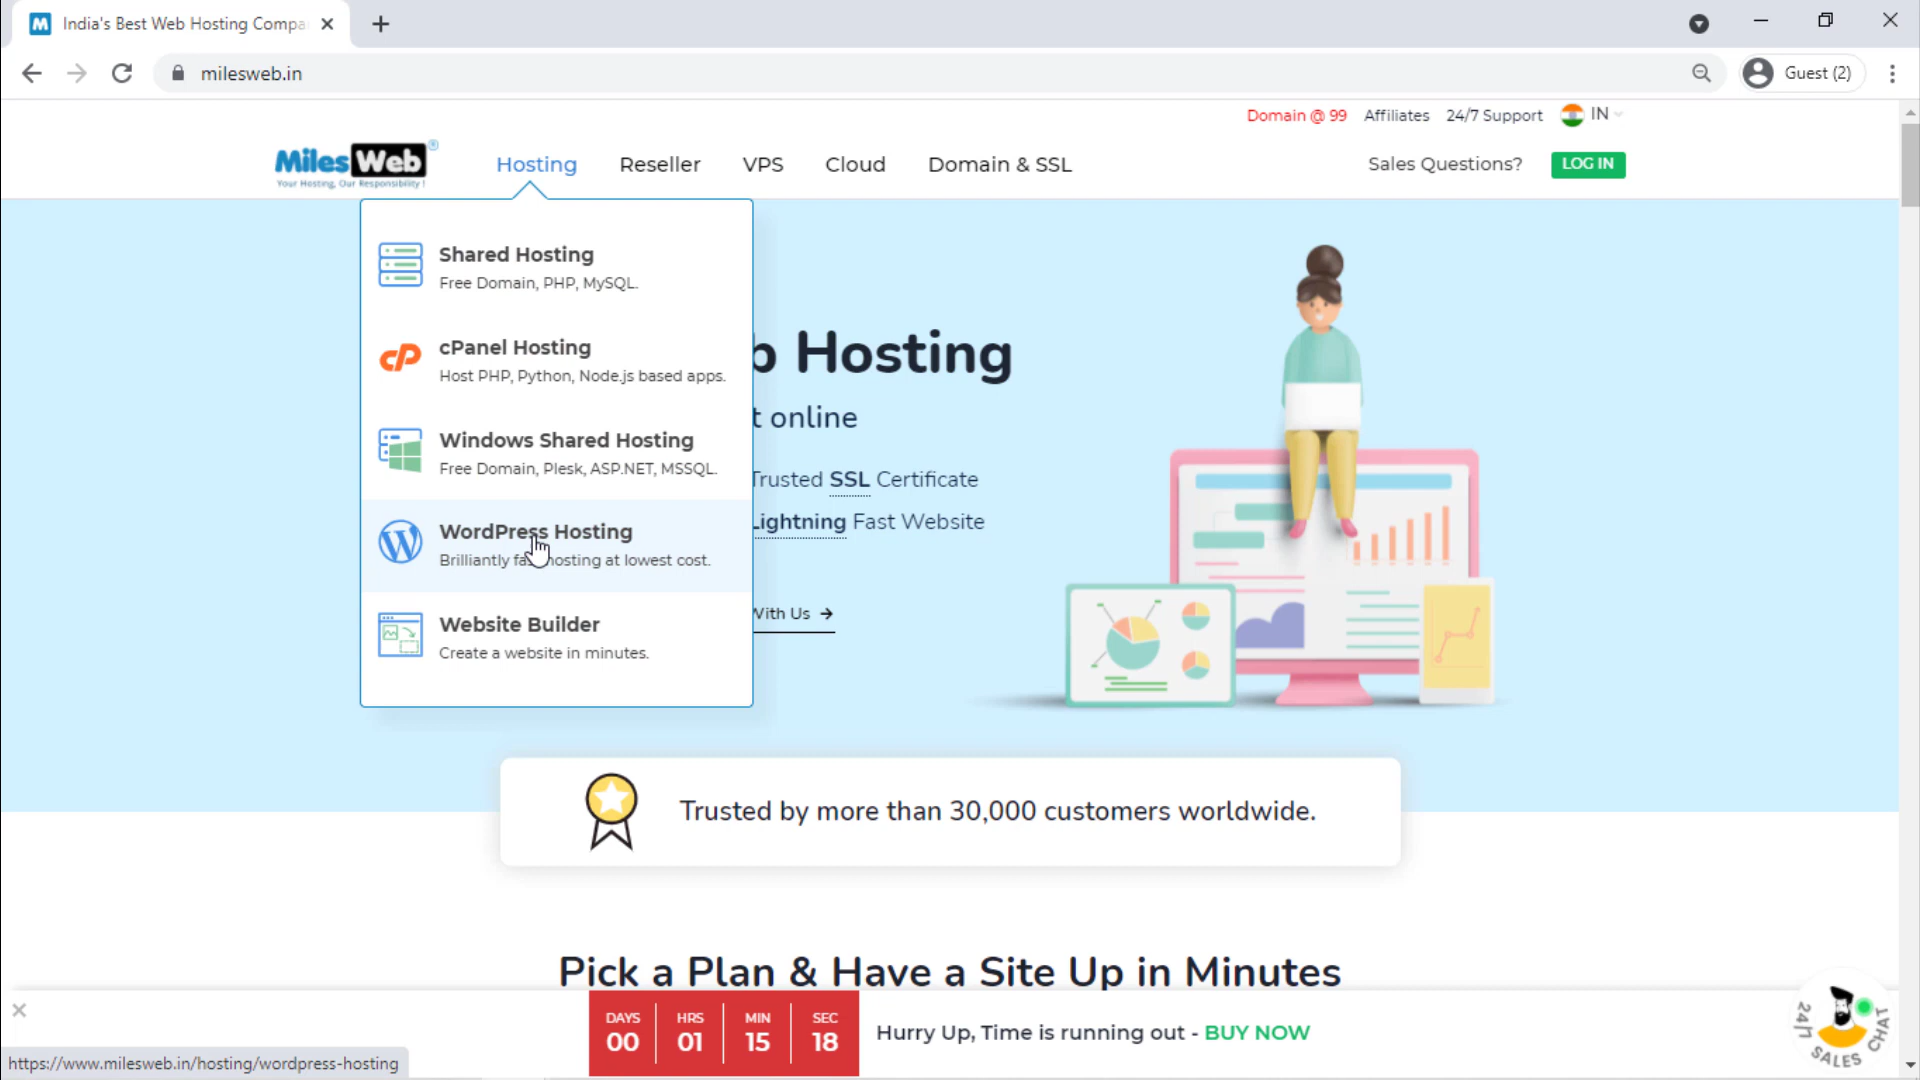 India's Best Web Hosting Compa
milesweb.in
Guest (2)
Domain @ 99 Affiliates 24/7 Support IN
MilesWeb®
Your Hosting, Our Responsibility !
Hosting Reseller VPS Cloud Domain & SSL
Sales Questions? LOG IN
Shared Hosting
Free Domain, PHP, MySQL.
cPanel Hosting
Host PHP, Python, Node.js based apps.
Windows Shared Hosting
Free Domain, Plesk, ASP.NET, MSSQL.
WordPress Hosting
Brilliantly hosting at lowest cost.
Website Builder
Create a website in minutes.
b Hosting
t online
Trusted SSL Certificate
Lightning Fast Website
With Us →
Trusted by more than 30,000 customers worldwide.
Pick a Plan & Have a Site Up in Minutes
DAYS HRS MIN SEC
00 01 15 18
Hurry Up, Time is running out - BUY NOW
24/7 SALES CHAT
https://www.milesweb.in/hosting/wordpress-hosting